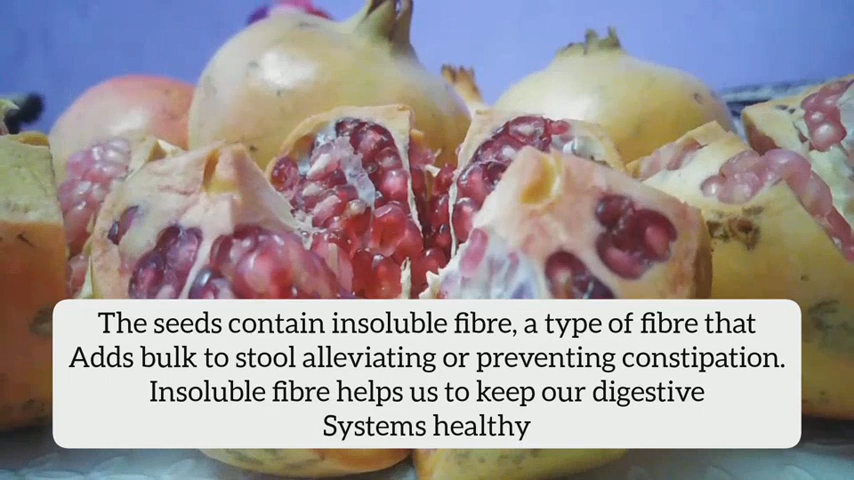 The seeds contain insoluble fibre, a type of fibre that
Adds bulk to stool alleviating or preventing constipation.
Insoluble fibre helps us to keep our digestive
Systems healthy